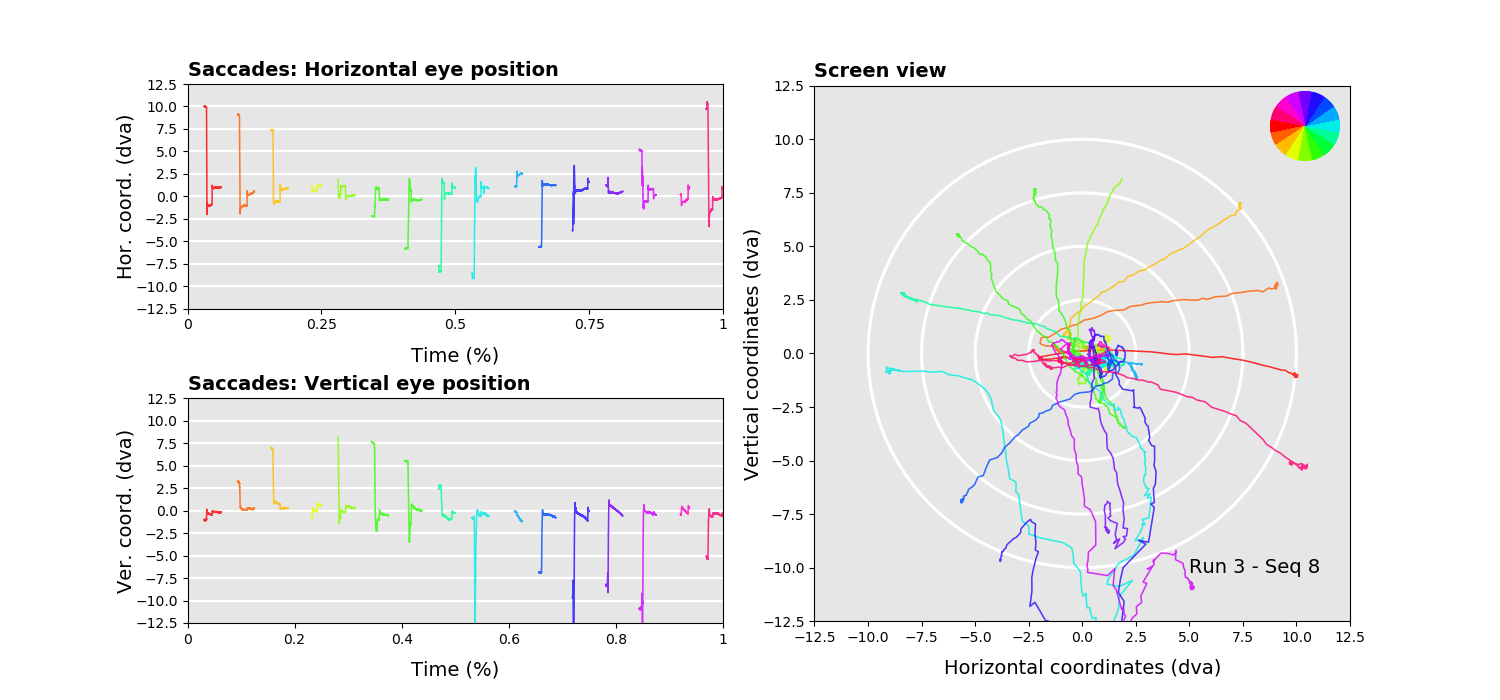 Saccades: Horizontal eye position
Hor. coord. (dva)
12.5
10.0
7.5
5.0
2.5
0.0
−2.5
−5.0
−7.5
−10.0
−12.5
0 0.25 0.5 0.75 1
Time (%)
Saccades: Vertical eye position
Ver. coord. (dva)
12.5
10.0
7.5
5.0
2.5
0.0
−2.5
−5.0
−7.5
−10.0
−12.5
0 0.2 0.4 0.6 0.8 1
Time (%)
Screen view
Vertical coordinates (dva)
12.5
10.0
7.5
5.0
2.5
0.0
−2.5
−5.0
−7.5
−10.0
−12.5
Run 3 - Seq 8
−12.5 −10.0 −7.5 −5.0 −2.5 0.0 2.5 5.0 7.5 10.0 12.5
Horizontal coordinates (dva)